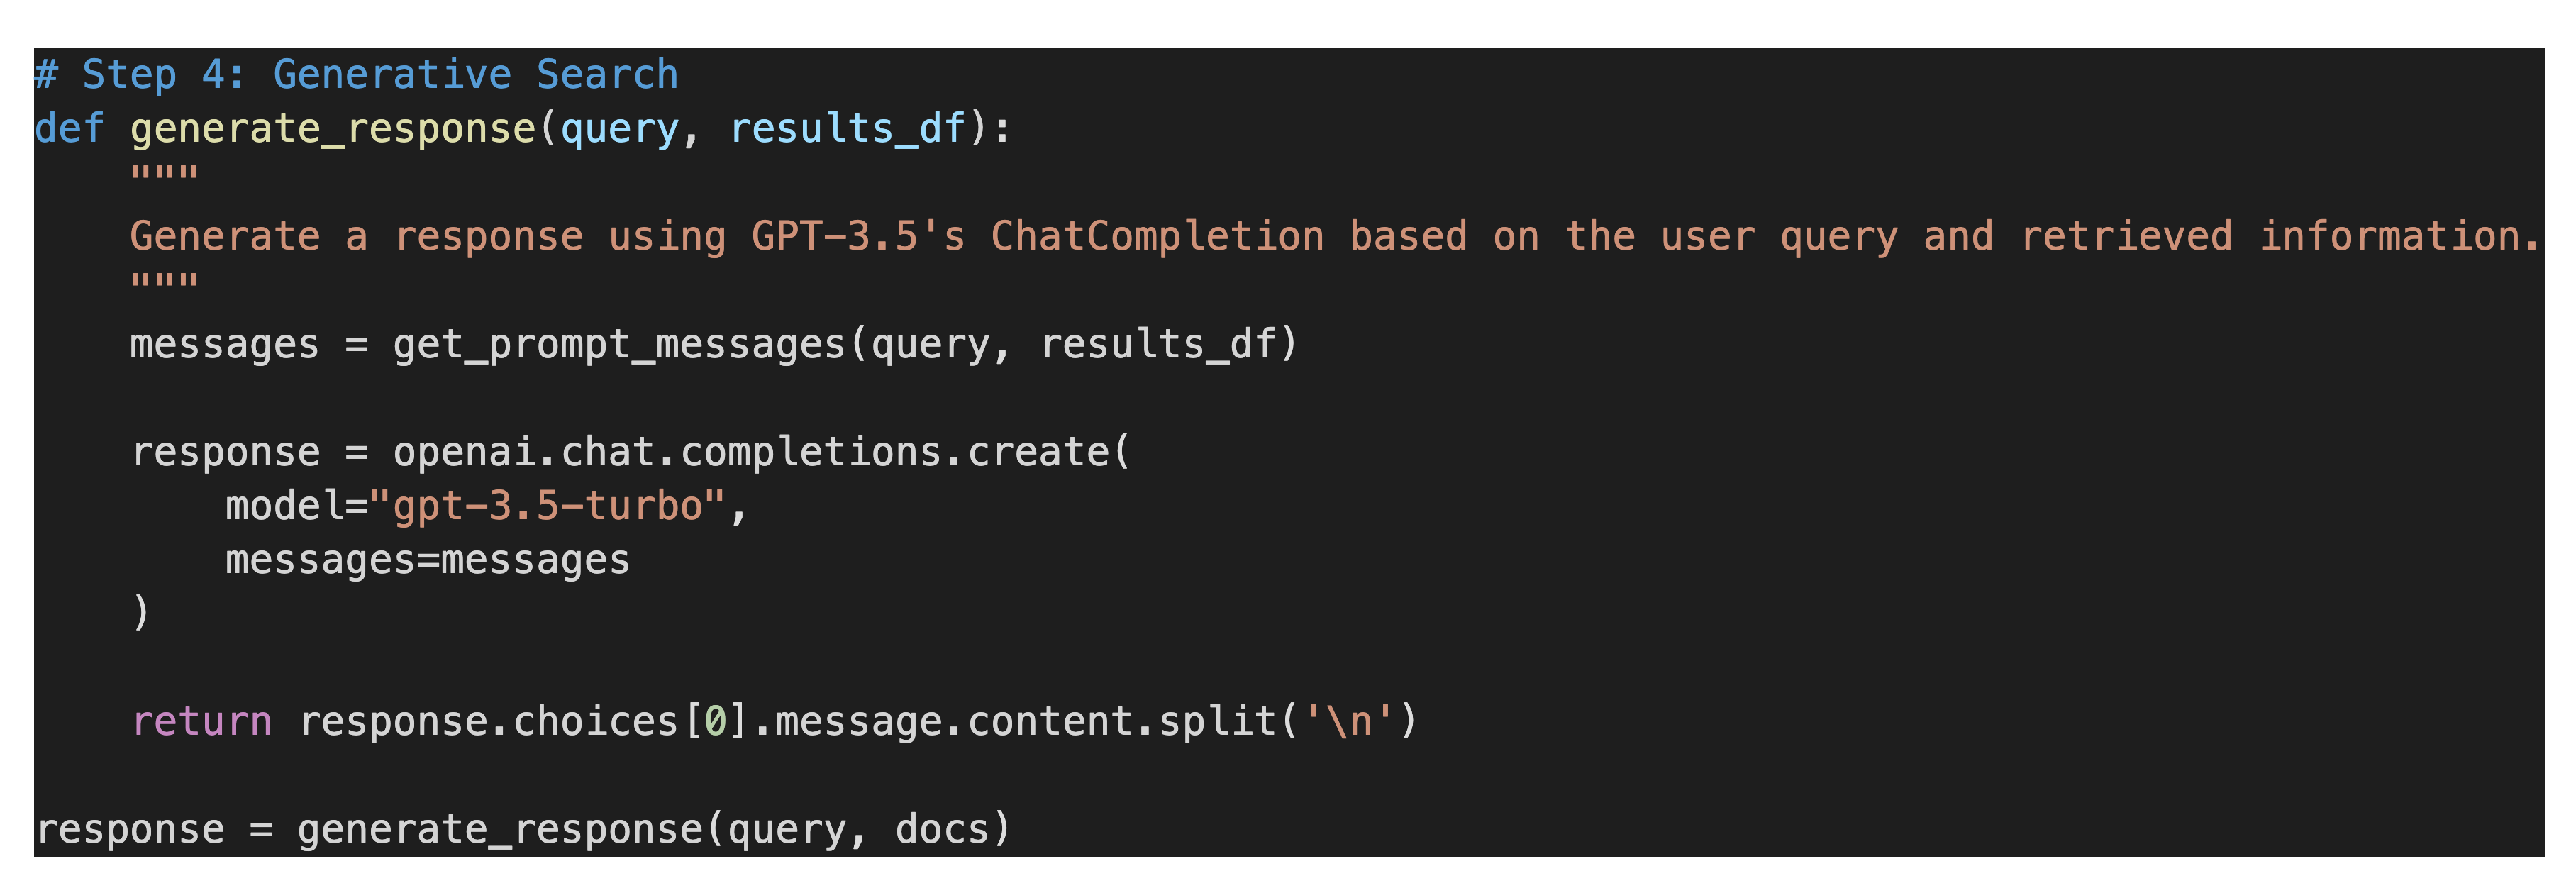 # Step 4: Generative Search
def generate_response(query, results_df):
    """
    Generate a response using GPT-3.5's ChatCompletion based on the user query and retrieved information.
    """
    messages = get_prompt_messages(query, results_df)

    response = openai.chat.completions.create(
        model="gpt-3.5-turbo",
        messages=messages
    )

    return response.choices[0].message.content.split('\n')

response = generate_response(query, docs)